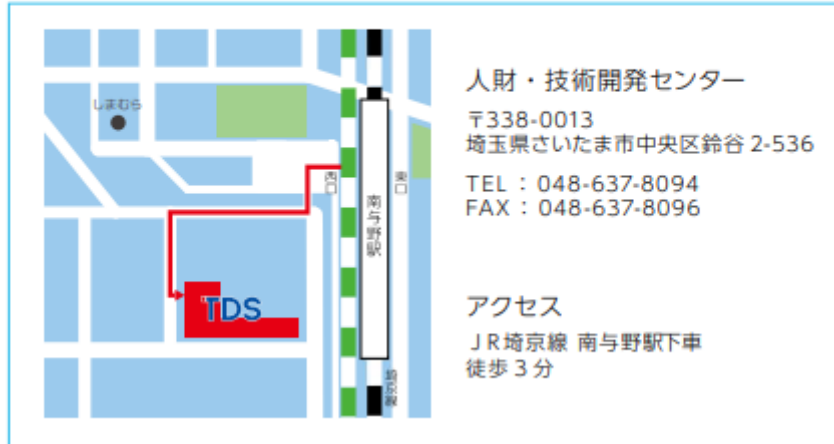 しまむら
西口
東口
南与野駅
TDS
埼京線
人財・技術開発センター
〒338-0013
埼玉県さいたま市中央区鈴谷 2-536
TEL : 048-637-8094
FAX : 048-637-8096
アクセス
JR埼京線 南与野駅下車
徒歩 3 分